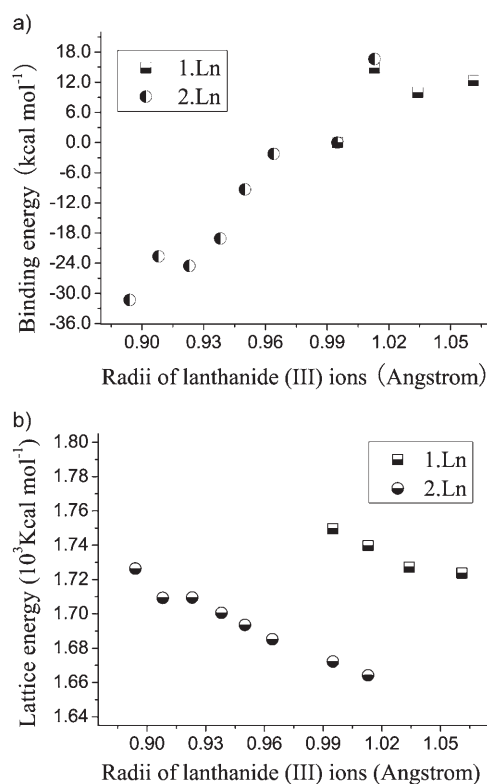 a)
18.0
12.0
6.0
0.0
-6.0
-12.0
-18.0
-24.0
-30.0
-36.0
Binding energy (kcal mol⁻¹)
1.Ln
2.Ln
0.90 0.93 0.96 0.99 1.02 1.05
Radii of lanthanide (III) ions (Angstrom)
b)
1.80
1.76
1.74
1.72
1.70
1.68
1.66
1.64
Lattice energy (10³Kcal mol⁻¹)
1.Ln
2.Ln
0.90 0.93 0.96 0.99 1.02 1.05
Radii of lanthanide (III) ions (Angstrom)